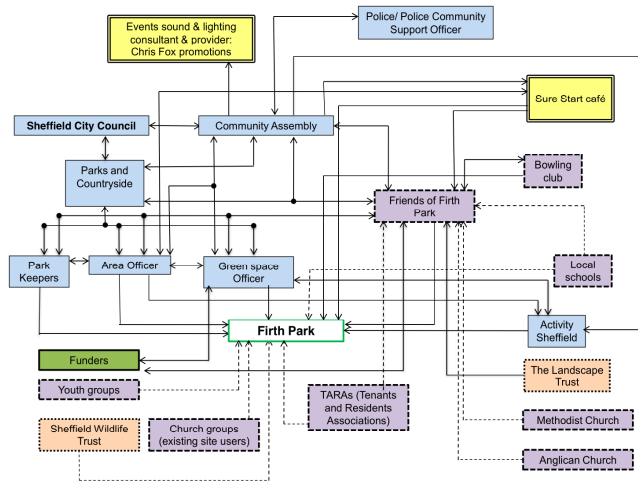 Events sound & lighting
consultant & provider:
Chris Fox promotions
Police/ Police Community
Support Officer
Sure Start café
Sheffield City Council
Community Assembly
Parks and
Countryside
Bowling
club
Friends of Firth
Park
Park
Keepers
Area Officer
Green space
Officer
Local
schools
Firth Park
Activity
Sheffield
Funders
The Landscape
Trust
Youth groups
TARAs (Tenants
and Residents
Associations)
Sheffield Wildlife
Trust
Church groups
(existing site users)
Methodist Church
Anglican Church